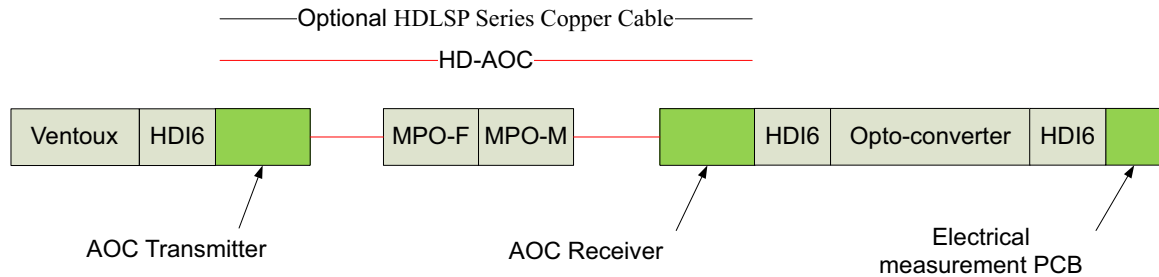 Optional HDLSP Series Copper Cable
HD-AOC
Ventoux HDI6 MPO-F MPO-M HDI6 Opto-converter HDI6
AOC Transmitter AOC Receiver Electrical
measurement PCB